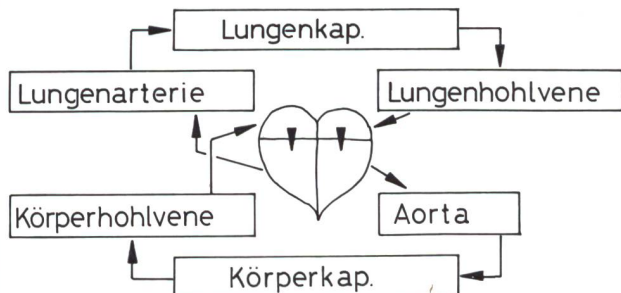 Lungenkap.
Lungenarterie
Lungenhohlvene
Körperhohlvene
Aorta
Körperkap.